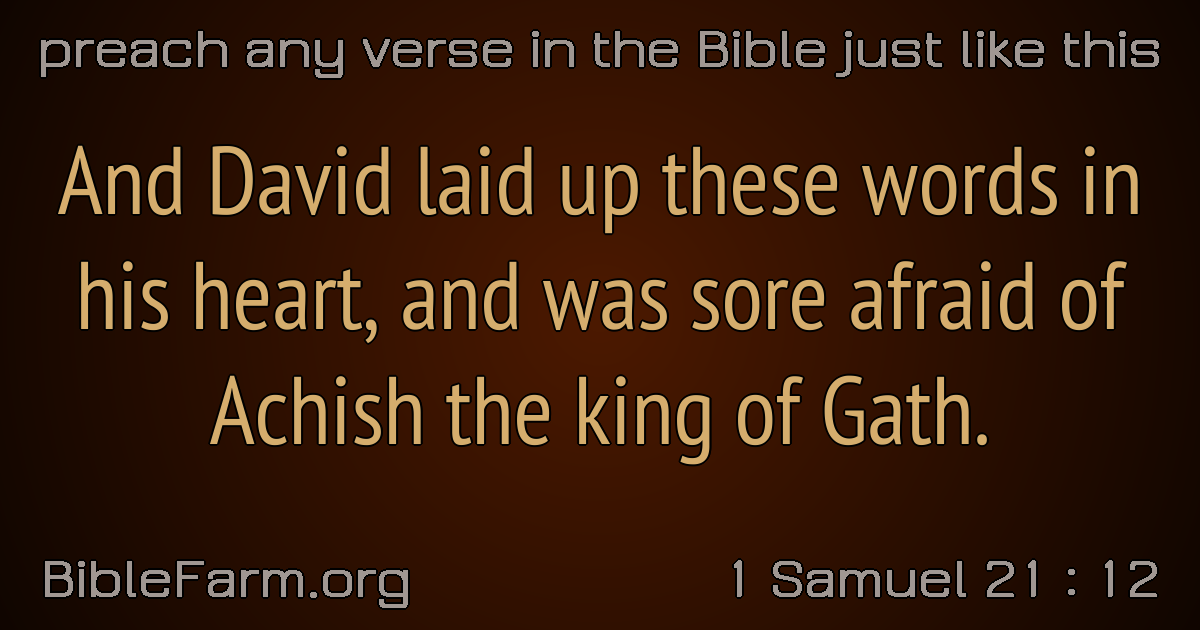 preach any verse in the Bible just like this
And David laid up these words in
his heart, and was sore afraid of
Achish the king of Gath.
BibleFarm.org
1 Samuel 21 : 12